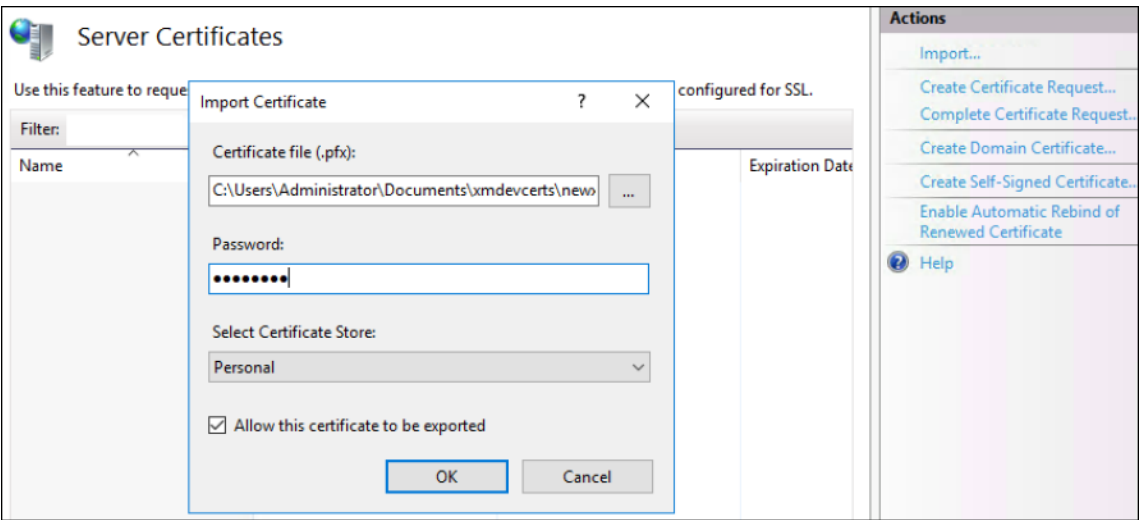 Server Certificates
Use this feature to reque
configured for SSL.
Filter:
Name
Expiration Date
Import Certificate
?
Certificate file (.pfx):
C:\Users\Administrator\Documents\xmdevcerts\new
...
Password:
●●●●●●●●
Select Certificate Store:
Personal
Allow this certificate to be exported
OK
Cancel
Actions
Import...
Create Certificate Request...
Complete Certificate Request..
Create Domain Certificate...
Create Self-Signed Certificate..
Enable Automatic Rebind of
Renewed Certificate
Help